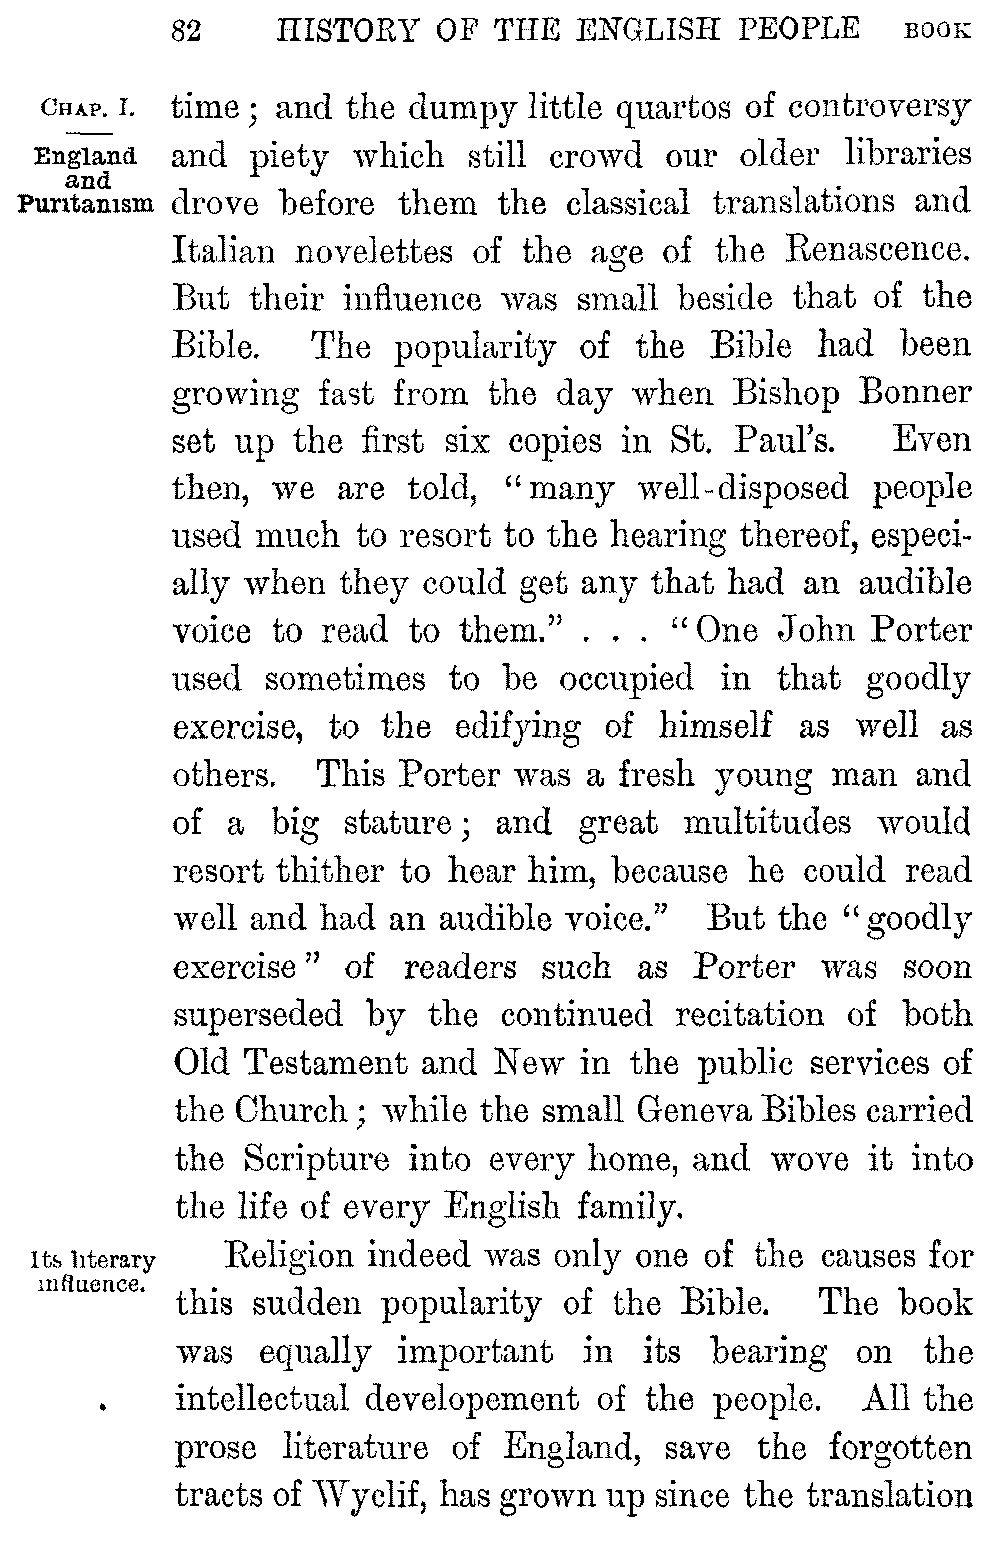 82 HISTORY OF THE ENGLISH PEOPLE BOOK
CHAP. I.
England
and
Puritanism
time; and the dumpy little quartos of controversy
and piety which still crowd our older libraries
drove before them the classical translations and
Italian novelettes of the age of the Renascence.
But their influence was small beside that of the
Bible. The popularity of the Bible had been
growing fast from the day when Bishop Bonner
set up the first six copies in St. Paul's. Even
then, we are told, "many well-disposed people
used much to resort to the hearing thereof, especi-
ally when they could get any that had an audible
voice to read to them." . . . "One John Porter
used sometimes to be occupied in that goodly
exercise, to the edifying of himself as well as
others. This Porter was a fresh young man and
of a big stature; and great multitudes would
resort thither to hear him, because he could read
well and had an audible voice." But the "goodly
exercise" of readers such as Porter was soon
superseded by the continued recitation of both
Old Testament and New in the public services of
the Church; while the small Geneva Bibles carried
the Scripture into every home, and wove it into
the life of every English family.
Its literary
influence.
Religion indeed was only one of the causes for
this sudden popularity of the Bible. The book
was equally important in its bearing on the
intellectual developement of the people. All the
prose literature of England, save the forgotten
tracts of Wyclif, has grown up since the translation